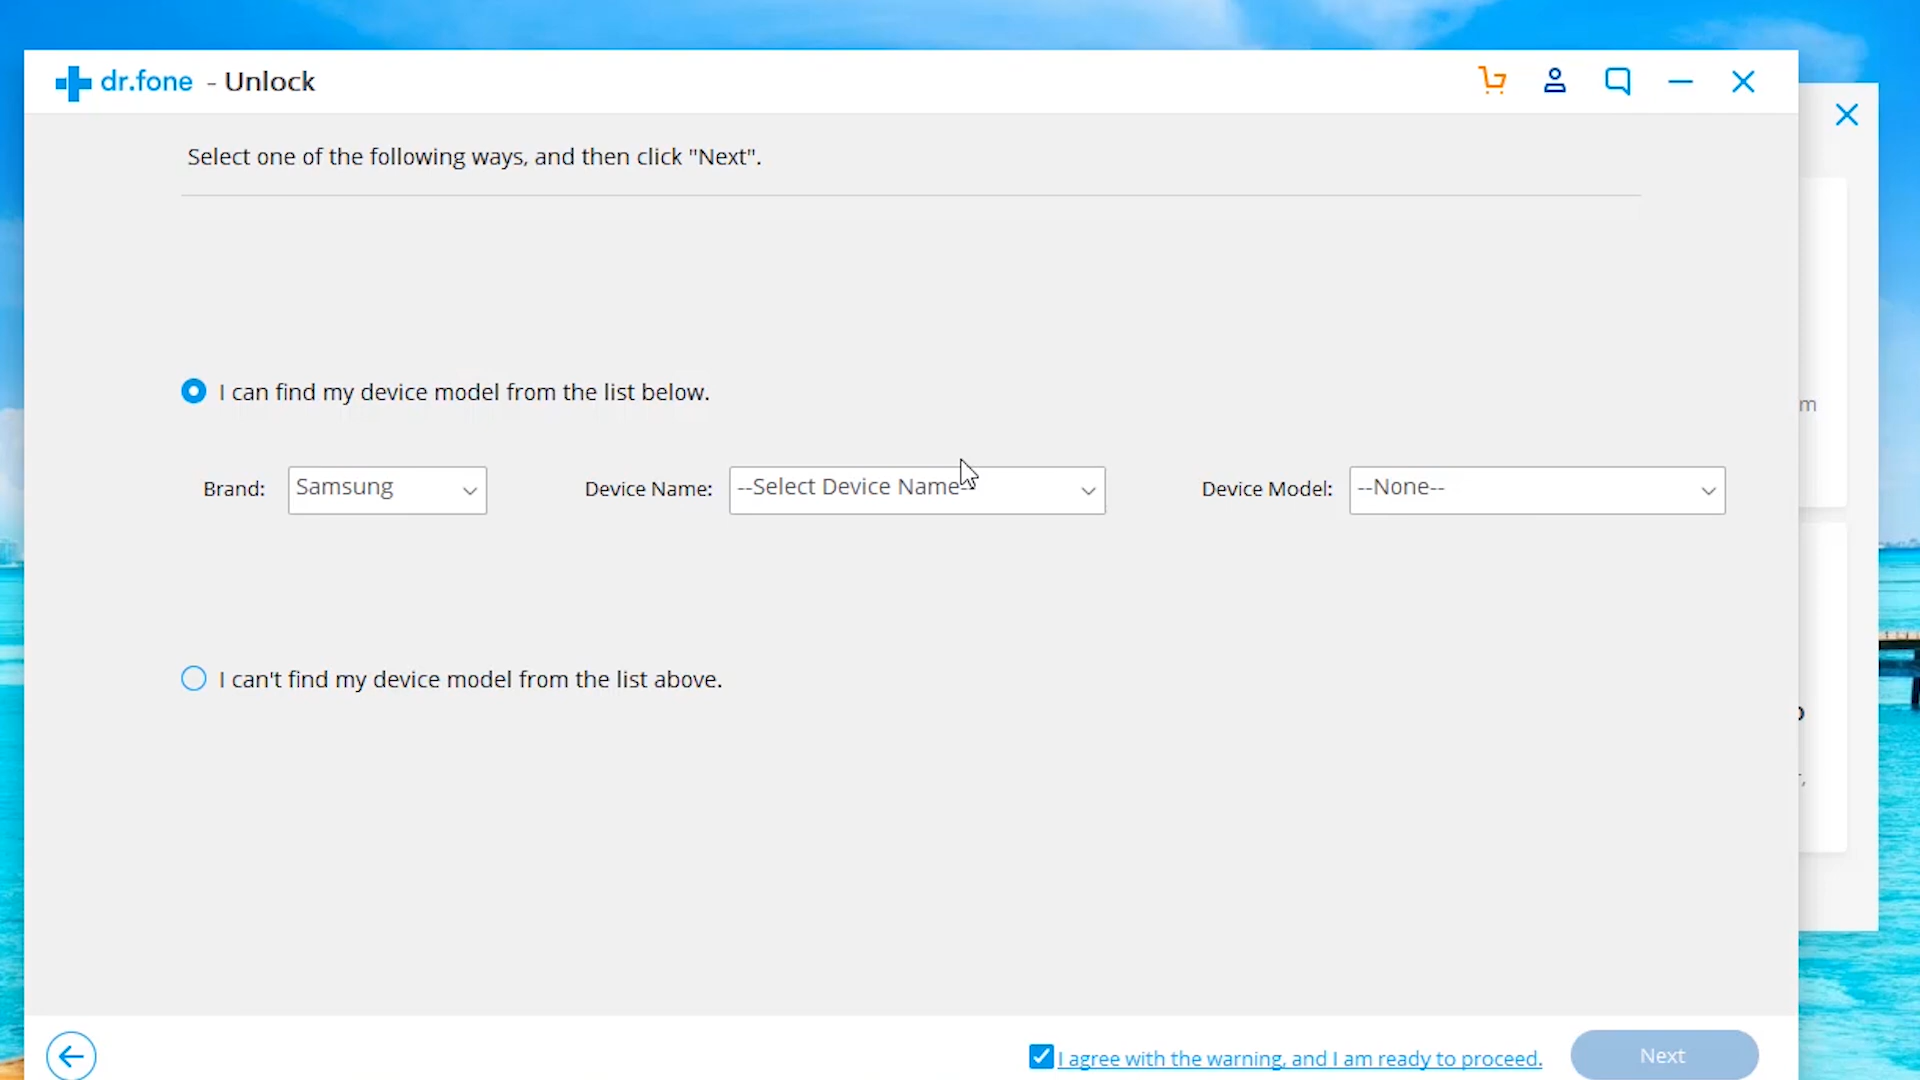 dr.fone - Unlock
Select one of the following ways, and then click "Next".
I can find my device model from the list below.
Brand: Samsung Device Name: --Select Device Name-- Device Model: --None--
I can't find my device model from the list above.
I agree with the warning, and I am ready to proceed. Next